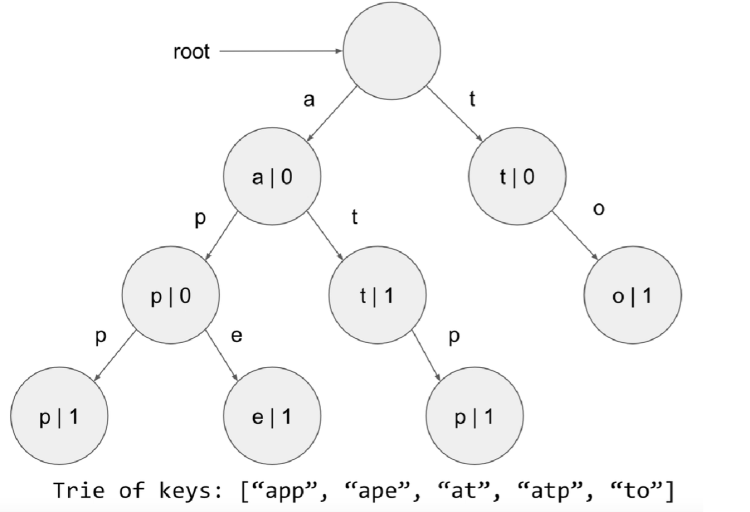 root
a t
a | 0 t | 0
p t o
p | 0 t | 1 o | 1
p e p
p | 1 e | 1 p | 1
Trie of keys: [“app”, “ape”, “at”, “atp”, “to”]